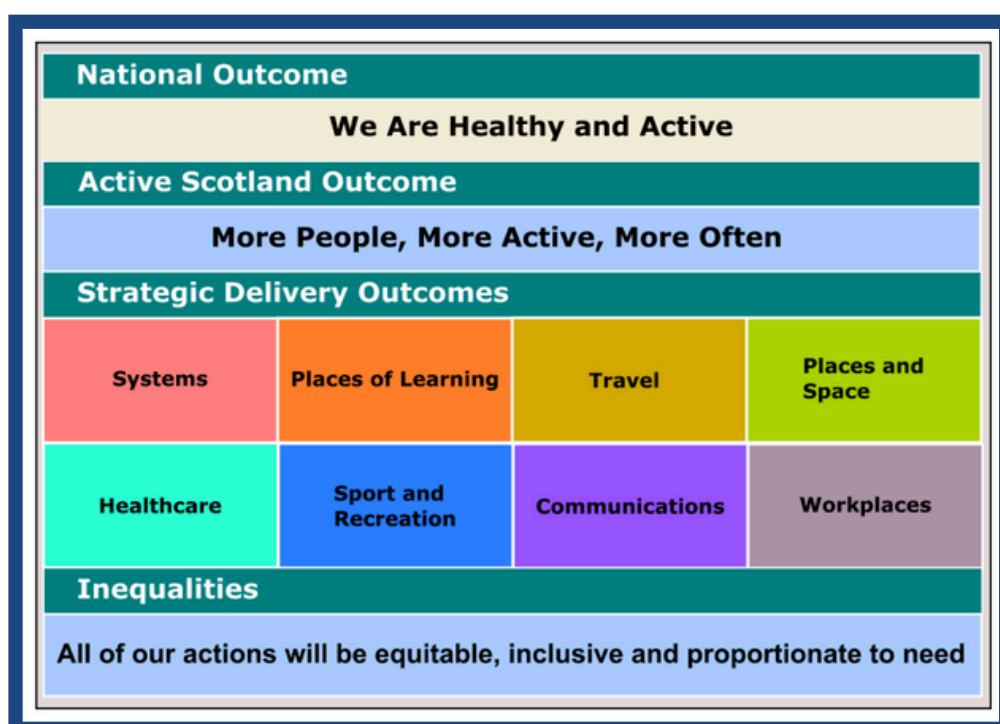 National Outcome
We Are Healthy and Active
Active Scotland Outcome
More People, More Active, More Often
Strategic Delivery Outcomes
Systems
Places of Learning
Travel
Places and
Space
Healthcare
Sport and
Recreation
Communications
Workplaces
Inequalities
All of our actions will be equitable, inclusive and proportionate to need